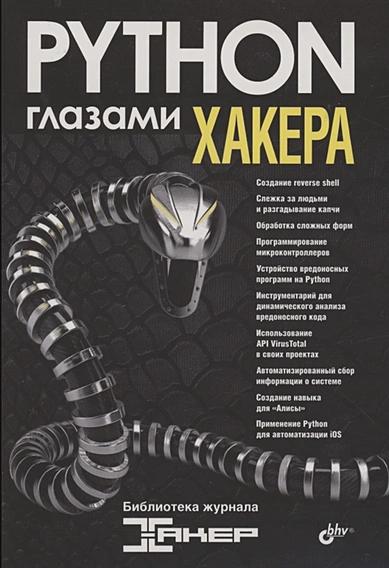 PYTHON
глазами ХАКЕРА
Создание reverse shell
Слежка за людьми
и разгадывание капчи
Обработка сложных форм
Программирование
микроконтроллеров
Устройство вредоносных
программ на Python
Инструментарий для
динамического анализа
вредоносного кода
Использование
API VirusTotal
в своих проектах
Автоматизированный сбор
информации о системе
Создание навыка
для «Алисы»
Применение Python
для автоматизации iOS
Библиотека журнала
ХАКЕР
bhv®